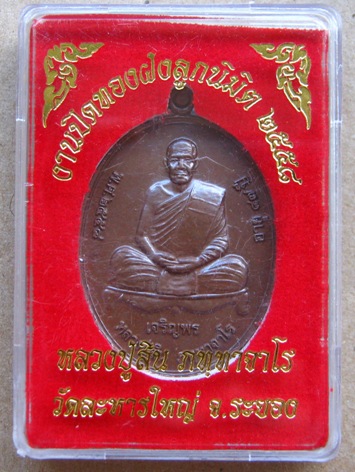 งานปิดทองฝังลูกนิมิต ๒๕๕๘
เจริญพร
หลวงปู่สิน ภทฺทาจาโร
วัดละหารใหญ่ จ.ระยอง